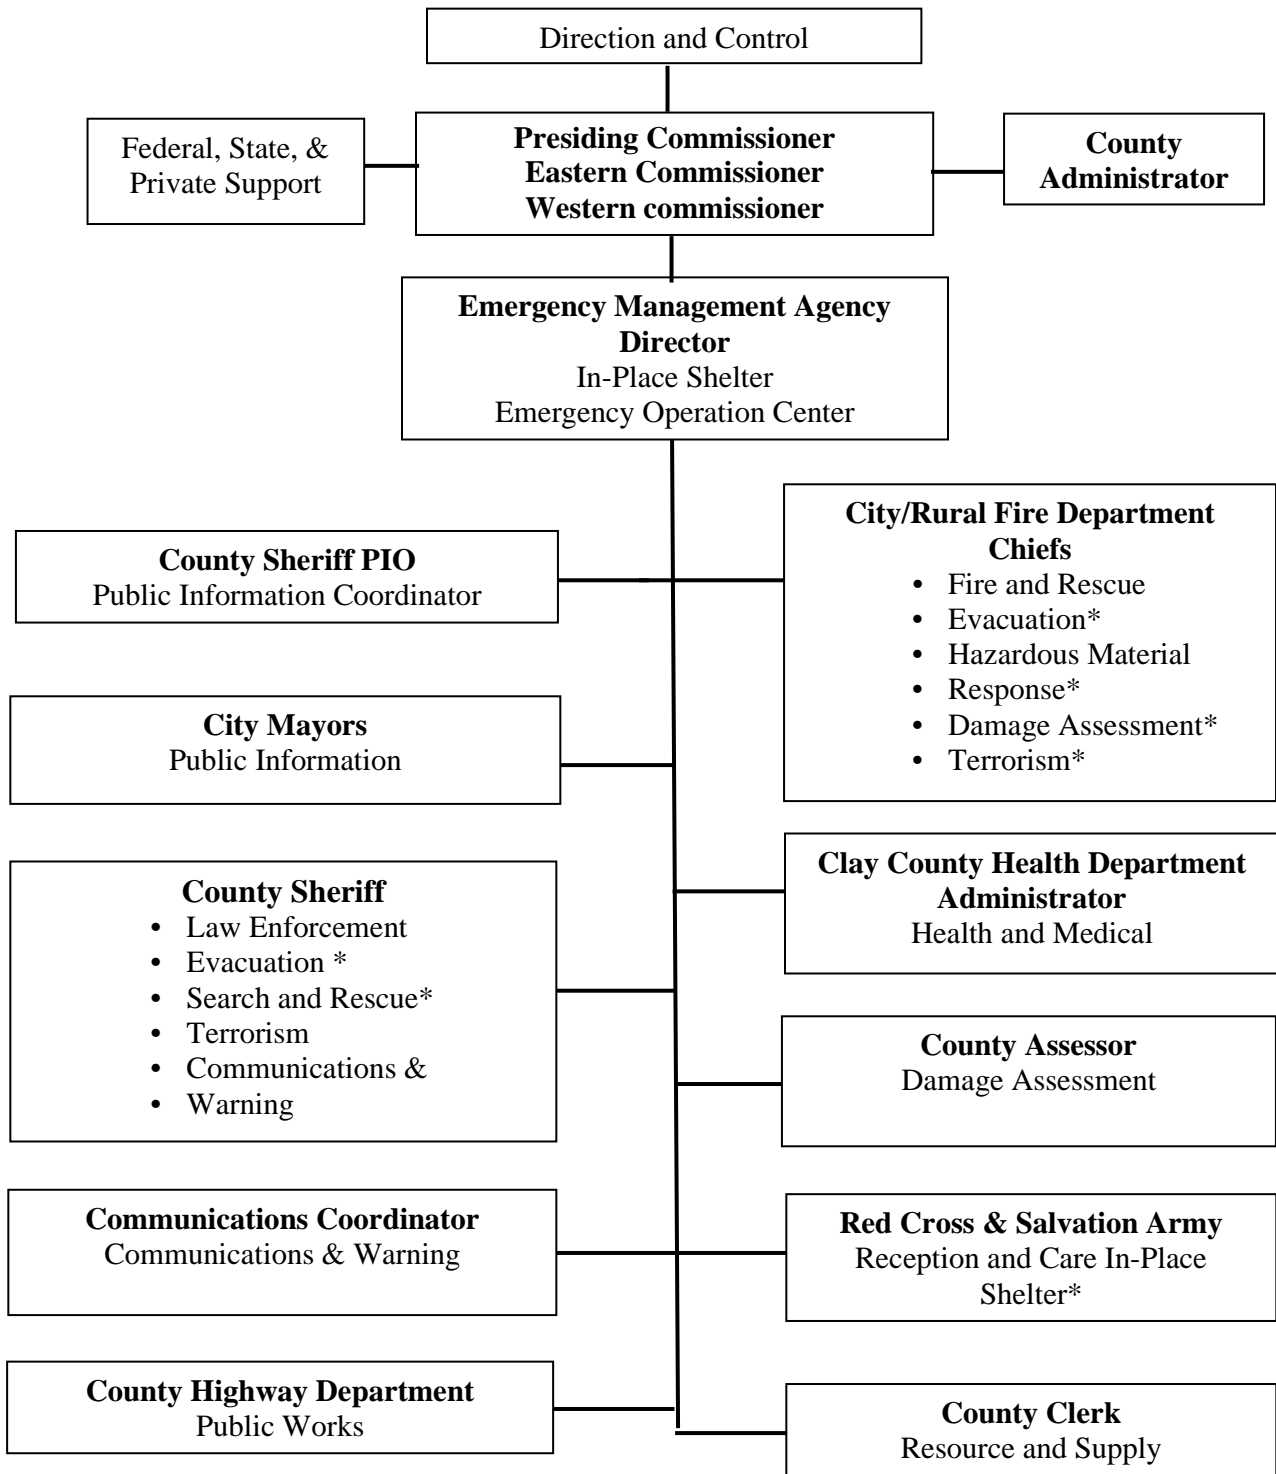 Direction and Control
Federal, State, &
Private Support
Presiding Commissioner
Eastern Commissioner
Western commissioner
County
Administrator
Emergency Management Agency
Director
In-Place Shelter
Emergency Operation Center
County Sheriff PIO
Public Information Coordinator
City/Rural Fire Department
Chiefs
• Fire and Rescue
• Evacuation*
• Hazardous Material
• Response*
• Damage Assessment*
• Terrorism*
City Mayors
Public Information
Clay County Health Department
Administrator
Health and Medical
County Sheriff
• Law Enforcement
• Evacuation *
• Search and Rescue*
• Terrorism
• Communications &
• Warning
County Assessor
Damage Assessment
Communications Coordinator
Communications & Warning
Red Cross & Salvation Army
Reception and Care In-Place
Shelter*
County Highway Department
Public Works
County Clerk
Resource and Supply